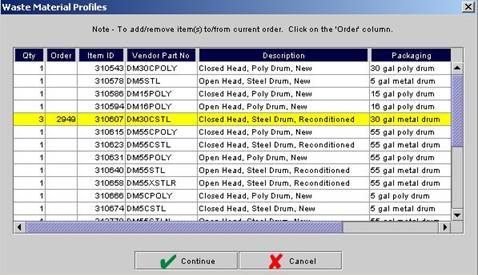 Waste Material Profiles
Note - To add/remove item(s) to/from current order. Click on the 'Order' column.
Qty Order Item ID Vendor Part No Description Packaging
1 310543 DM30CPOLY Closed Head, Poly Drum, New 30 gal poly drum
1 310578 DM5STL Open Head, Steel Drum, New 5 gal metal drum
1 310586 DM15POLY Closed Head, Poly Drum, New 15 gal poly drum
1 310594 DM16POLY Open Head, Poly Drum, New 16 gal poly drum
3 2949 310607 DM30CSTL Closed Head, Steel Drum, Reconditioned 30 gal metal drum
1 310615 DM55CPOLY Closed Head, Poly Drum, New 55 gal poly drum
1 310623 DM55CSTL Closed Head, Steel Drum, Reconditioned 55 gal metal drum
1 310631 DM55POLY Open Head, Poly Drum, New 55 gal poly drum
1 310640 DM55STL Open Head, Steel Drum, Reconditioned 55 gal metal drum
1 310658 DM55XSTLR Open Head, Steel Drum, Reconditioned 55 gal metal drum
1 310666 DM5CPOLY Closed Head, Poly Drum, New 5 gal poly drum
1 310674 DM5CSTL Closed Head, Steel Drum, New 5 gal metal drum
Continue Cancel